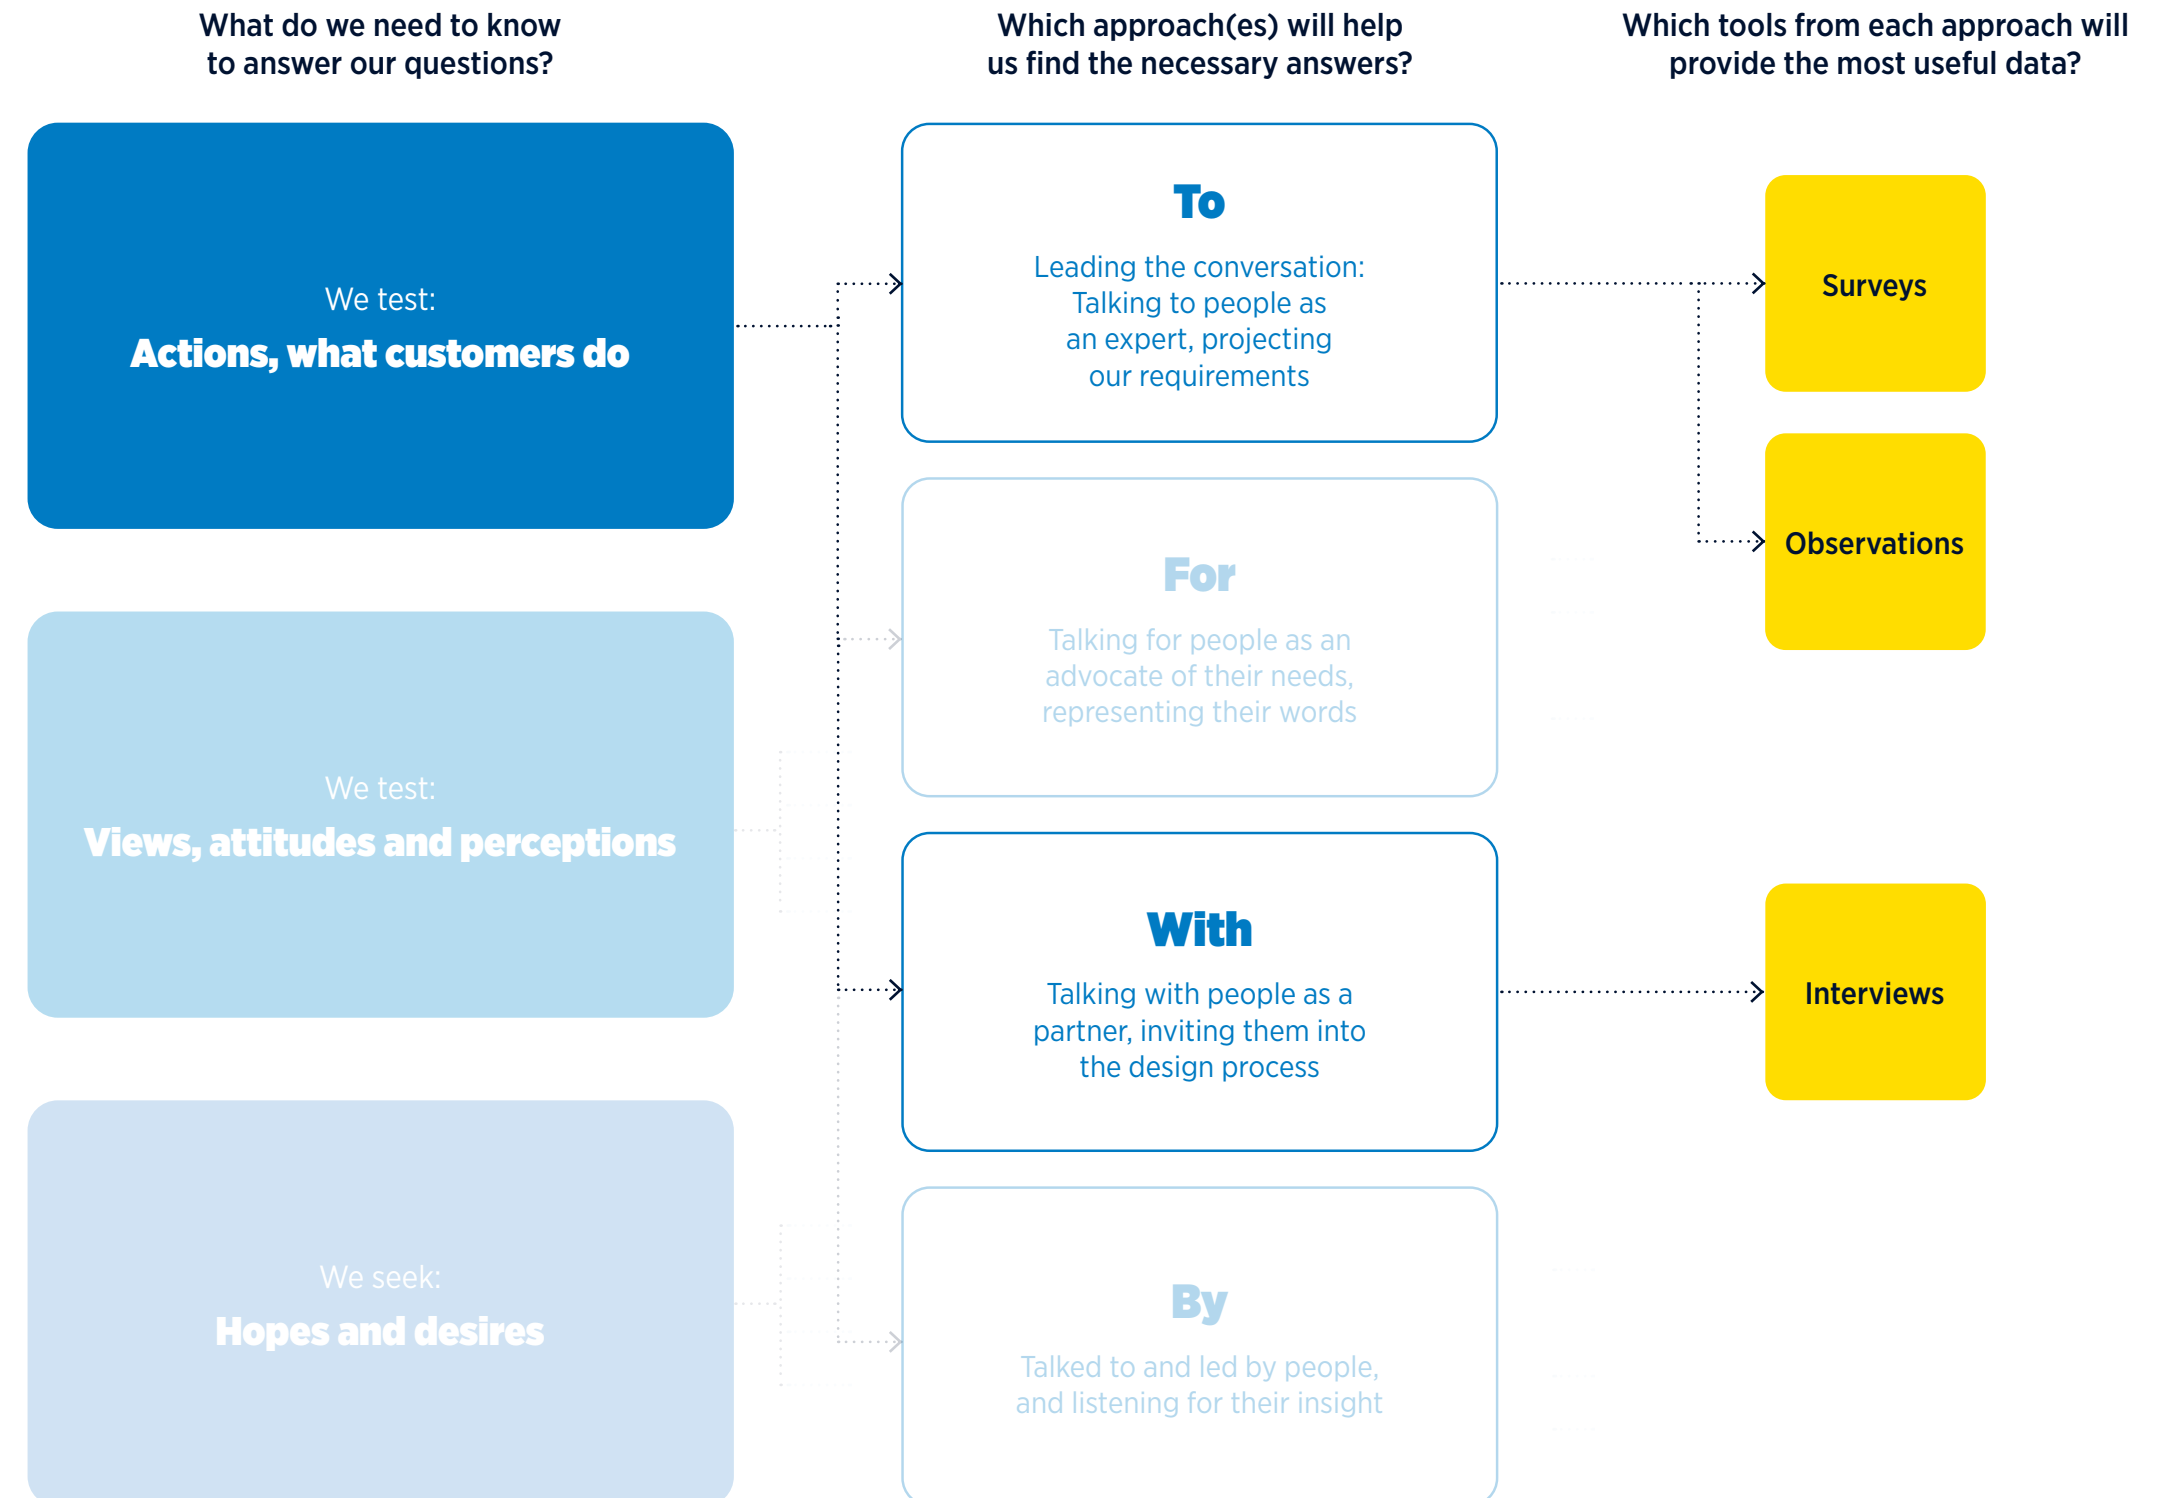 What do we need to know
to answer our questions?
Which approach(es) will help
us find the necessary answers?
Which tools from each approach will
provide the most useful data?
We test:
Actions, what customers do
We test:
Views, attitudes and perceptions
We seek:
Hopes and desires
To
Leading the conversation:
Talking to people as
an expert, projecting
our requirements
For
Talking for people as an
advocate of their needs,
representing their words
With
Talking with people as a
partner, inviting them into
the design process
By
Talked to and led by people,
and listening for their insight
Surveys
Observations
Interviews